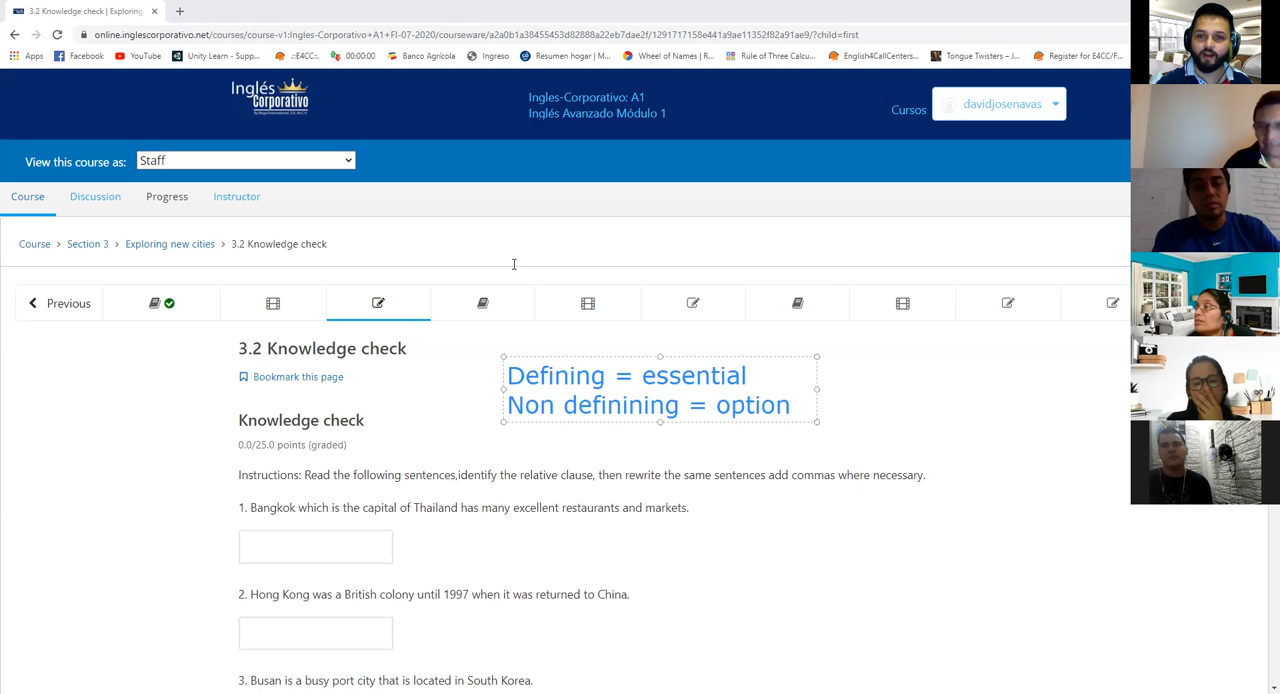 3.2 Knowledge check | Exploring
online.inglescorporativo.net/courses/course-v1:Ingles-Corporativo+A1+FI-07-2020/courseware/a2a0b1a38455453d82888a22eb7dae2f/1291717158e441a9ae11352f82a91ae9/?child=first
Apps Facebook YouTube Unity Learn - Supp... .:E4CC:. 00:00:00 Banco Agrícola Ingreso Resumen hogar | M... Wheel of Names | R... Rule of Three Calcu... English4CallCenters... Tongue Twisters – J... Register for E4CC/F...
Inglés Corporativo
Ingles-Corporativo: A1
Inglés Avanzado Módulo 1
Cursos davidjosenavas
View this course as: Staff
Course Discussion Progress Instructor
Course > Section 3 > Exploring new cities > 3.2 Knowledge check
Previous
3.2 Knowledge check
Bookmark this page
Defining = essential
Non definining = option
Knowledge check
0.0/25.0 points (graded)
Instructions: Read the following sentences,identify the relative clause, then rewrite the same sentences add commas where necessary.
1. Bangkok which is the capital of Thailand has many excellent restaurants and markets.
2. Hong Kong was a British colony until 1997 when it was returned to China.
3. Busan is a busy port city that is located in South Korea.